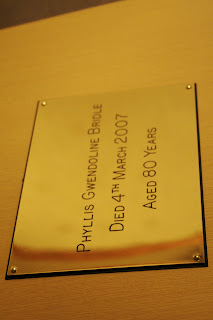 Phyllis Gwendoline Bridle
Died 4th March 2007
Aged 80 Years